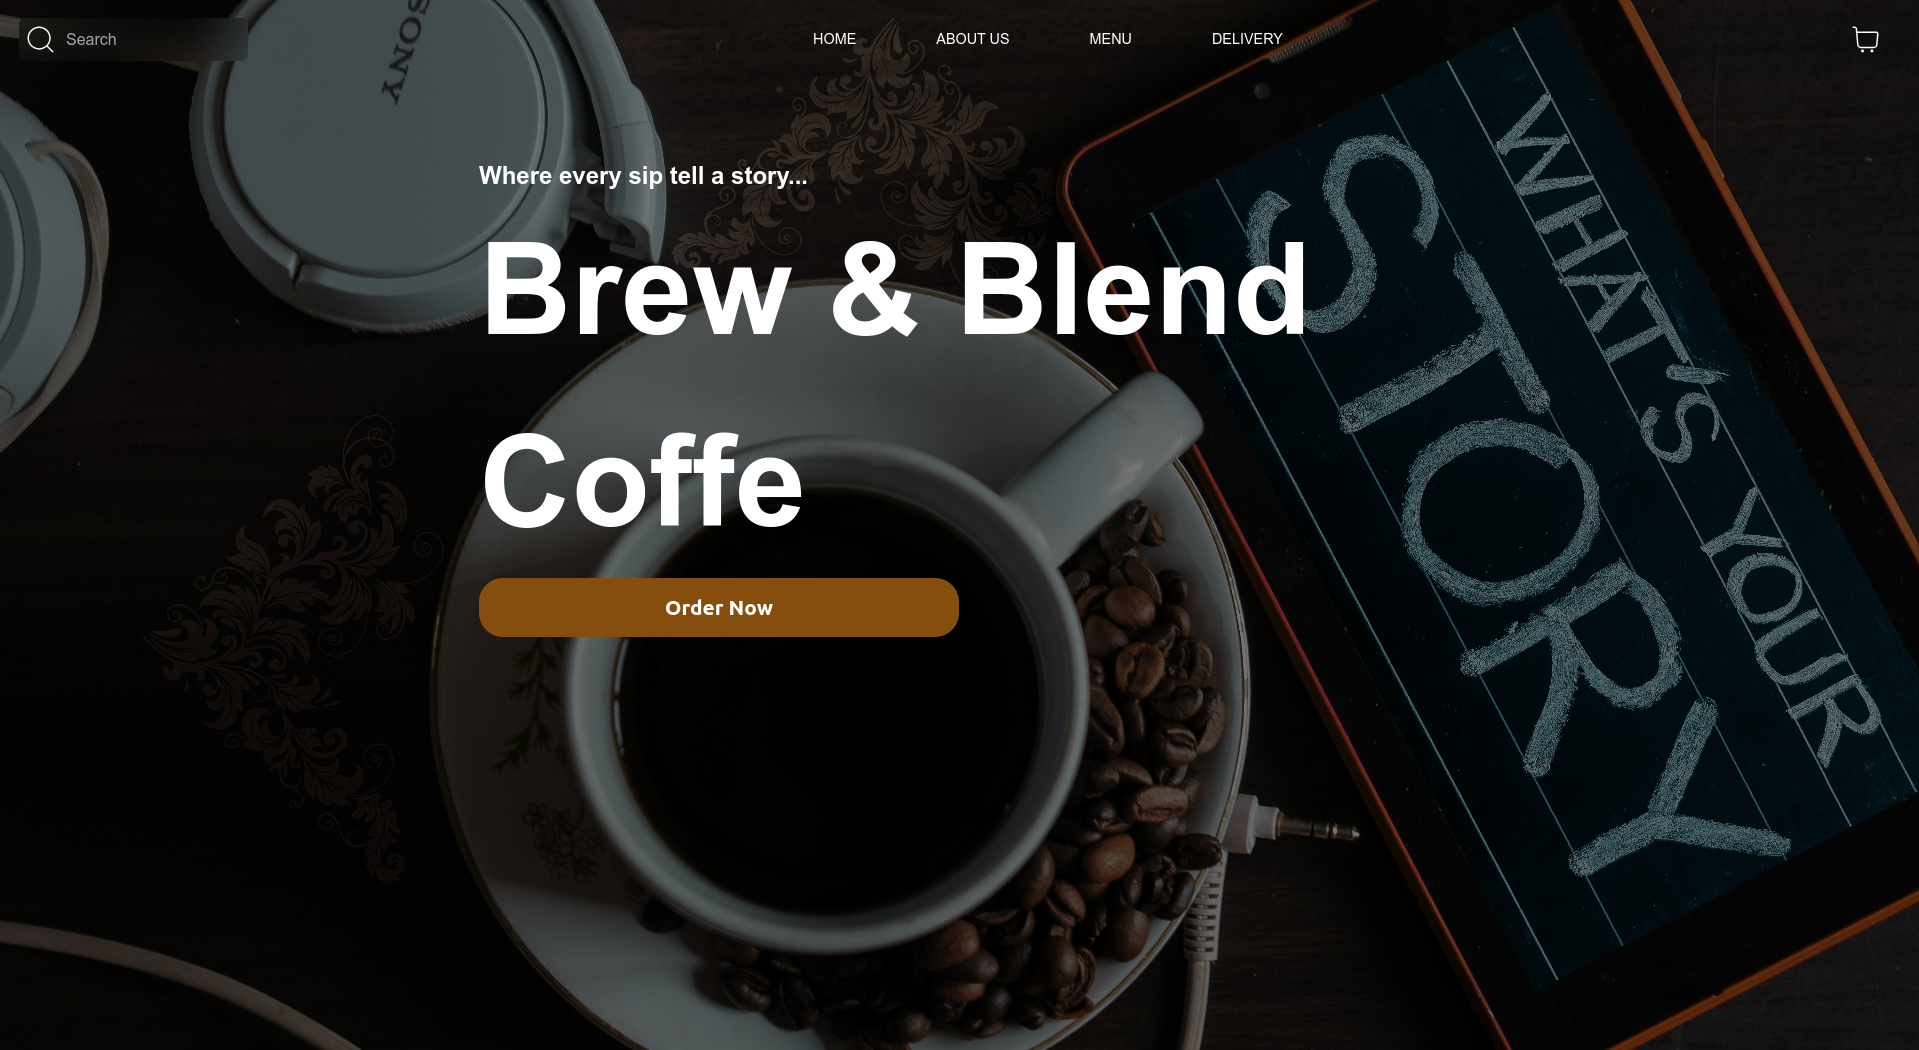 Search
HOME
ABOUT US
MENU
DELIVERY
SONY
Where every sip tell a story...
Brew & Blend
Coffe
Order Now
WHAT'S YOUR
STORY